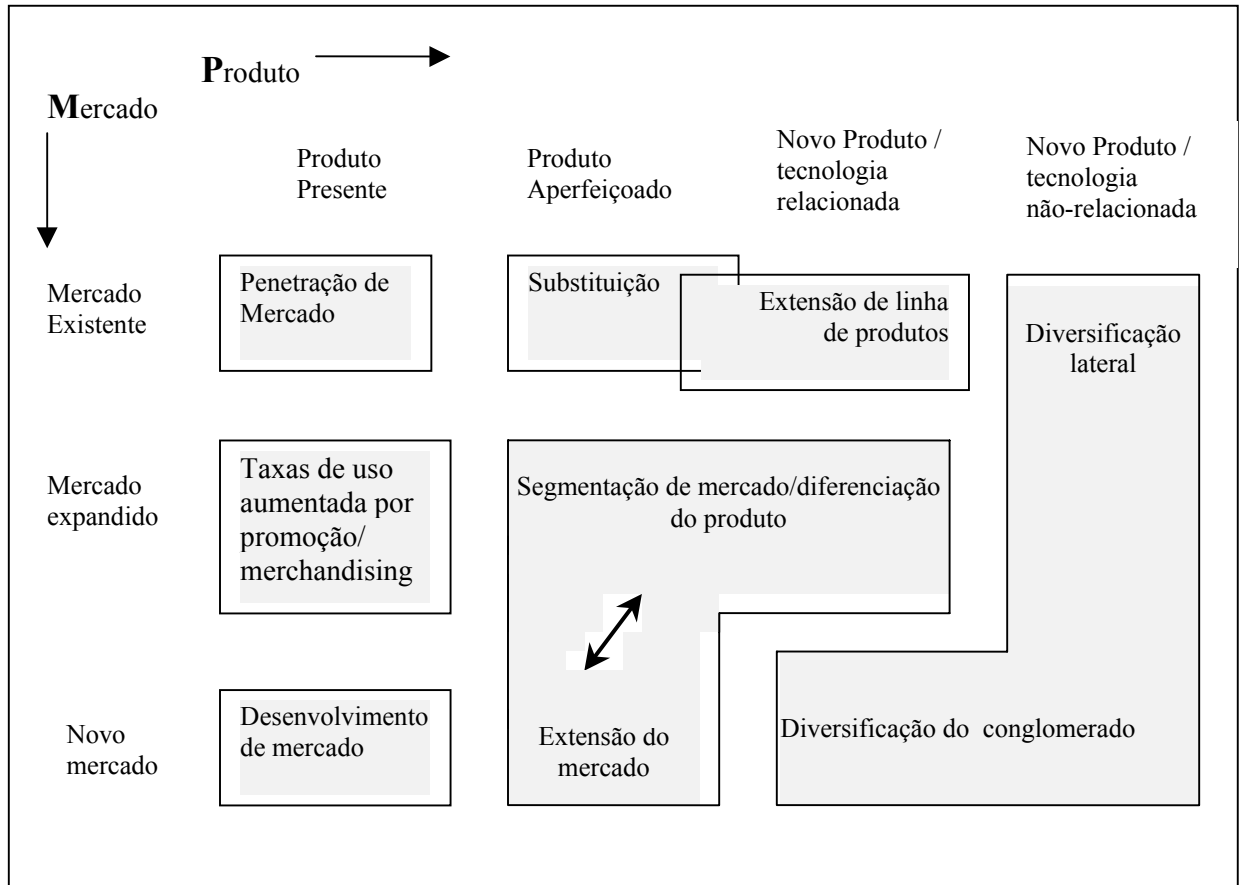 Produto
Mercado
Produto
Presente
Produto
Aperfeiçoado
Novo Produto /
tecnologia
relacionada
Novo Produto /
tecnologia
não-relacionada
Mercado
Existente
Penetração de
Mercado
Substituição
Extensão de linha
de produtos
Diversificação
lateral
Mercado
expandido
Taxas de uso
aumentada por
promoção/
merchandising
Segmentação de mercado/diferenciação
do produto
Novo
mercado
Desenvolvimento
de mercado
Extensão do
mercado
Diversificação do conglomerado